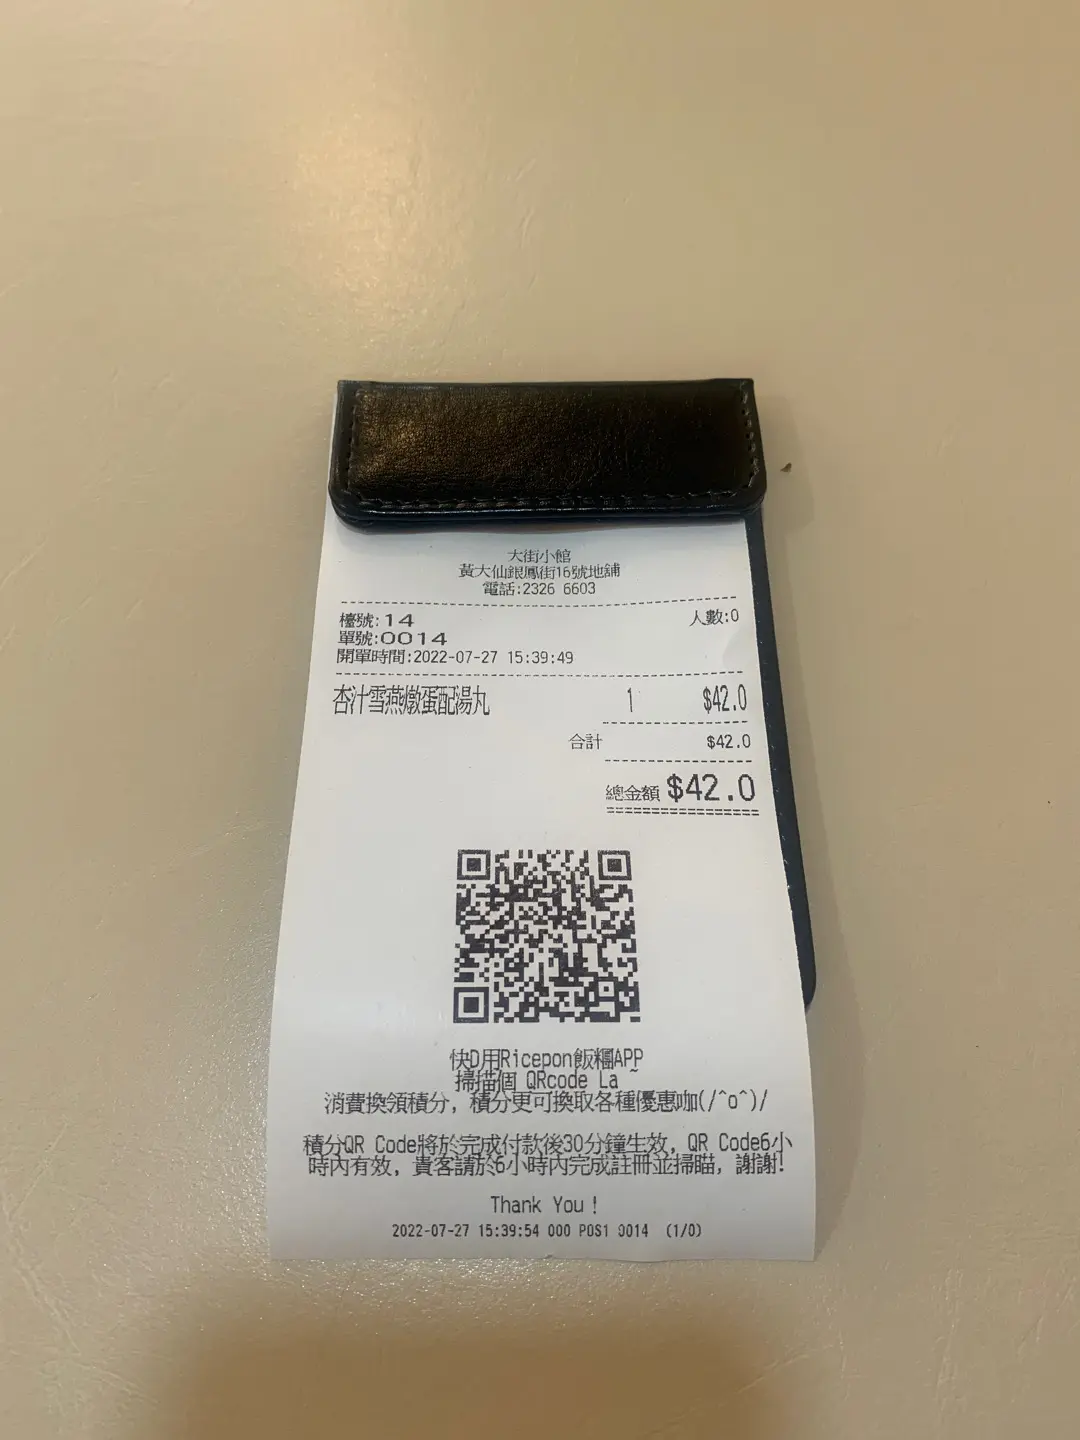 大街小館
黃大仙銀鳳街16號地舖
電話:2326 6603
檯號:14 人數:0
單號:0014
開單時間:2022-07-27 15:39:49
杏汁雪燕燉蛋配湯丸 1 $42.0
合計 $42.0
總金額 $42.0
快D用Ricepon飯糰APP
掃描個 QRcode La ~
消費換領積分, 積分更可換取各種優惠咖(/^o^)/
積分QR Code將於完成付款後30分鐘生效, QR Code6小
時內有效, 貴客請於6小時內完成註冊並掃瞄, 謝謝!
Thank You !
2022-07-27 15:39:54 000 POS1 0014 (1/0)